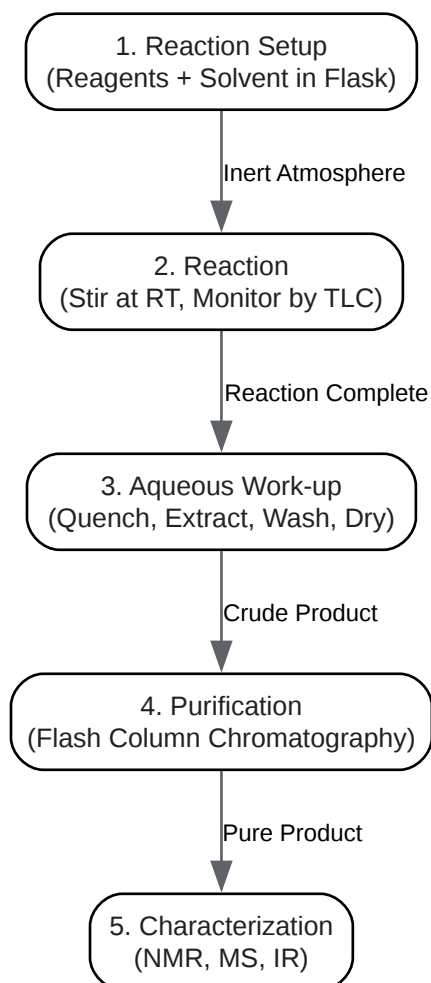 1. Reaction Setup
(Reagents + Solvent in Flask)
Inert Atmosphere
2. Reaction
(Stir at RT, Monitor by TLC)
Reaction Complete
3. Aqueous Work-up
(Quench, Extract, Wash, Dry)
Crude Product
4. Purification
(Flash Column Chromatography)
Pure Product
5. Characterization
(NMR, MS, IR)